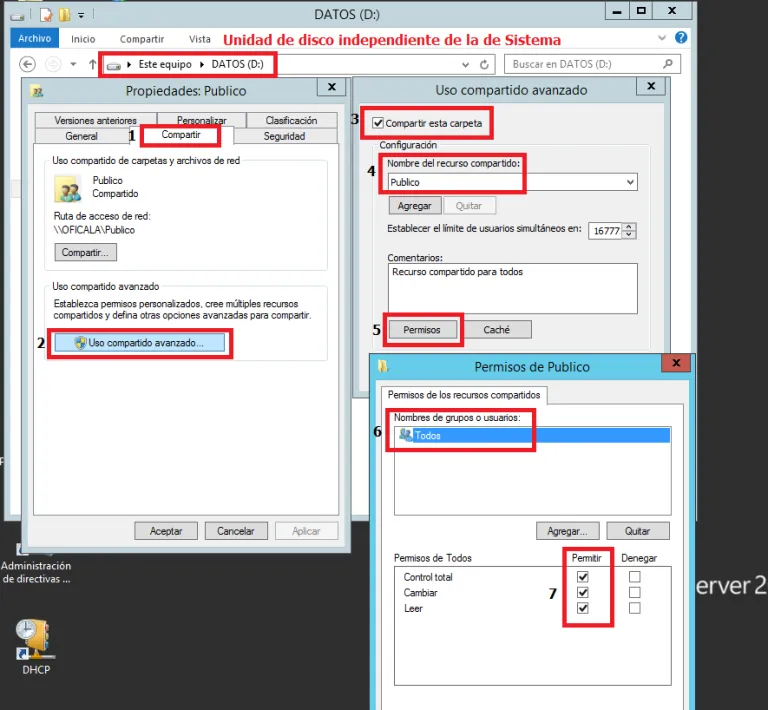 DATOS (D:)
Archivo Inicio Compartir Vista
Unidad de disco independiente de la de Sistema
Este equipo DATOS (D:)
Buscar en DATOS (D:)
Propiedades: Publico
Versiones anteriores Personalizar Clasificación
General 1 Compartir Seguridad
Uso compartido de carpetas y archivos de red
Publico
Compartido
Ruta de acceso de red:
\\OFICALA\Publico
Compartir...
Uso compartido avanzado
Establezca permisos personalizados, cree múltiples recursos
compartidos y defina otras opciones avanzadas para compartir.
2 Uso compartido avanzado...
Aceptar Cancelar Aplicar
Uso compartido avanzado
3 Compartir esta carpeta
Configuración
4 Nombre del recurso compartido:
Publico
Agregar Quitar
Establecer el límite de usuarios simultáneos en: 16777
Comentarios:
Recurso compartido para todos
5 Permisos Caché
Permisos de Publico
Permisos de los recursos compartidos
Nombres de grupos o usuarios:
6 Todos
Agregar... Quitar
Permisos de Todos Permitir Denegar
Control total
7 Cambiar
Leer
Administración
de directivas ...
DHCP
erver 2